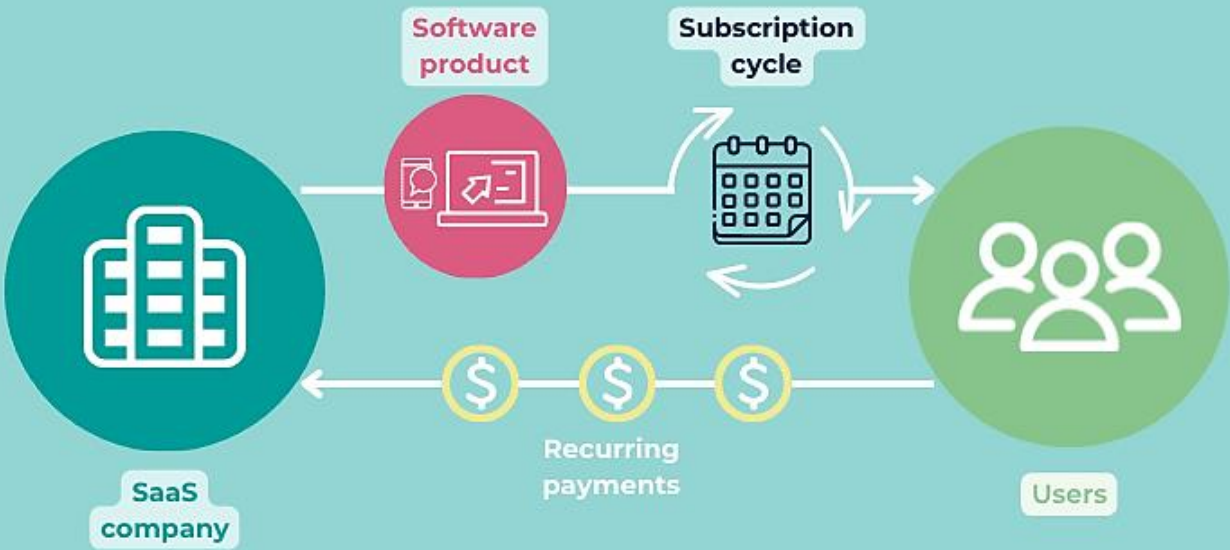 Software
product
Subscription
cycle
$ $ $
Recurring
payments
SaaS
company
Users